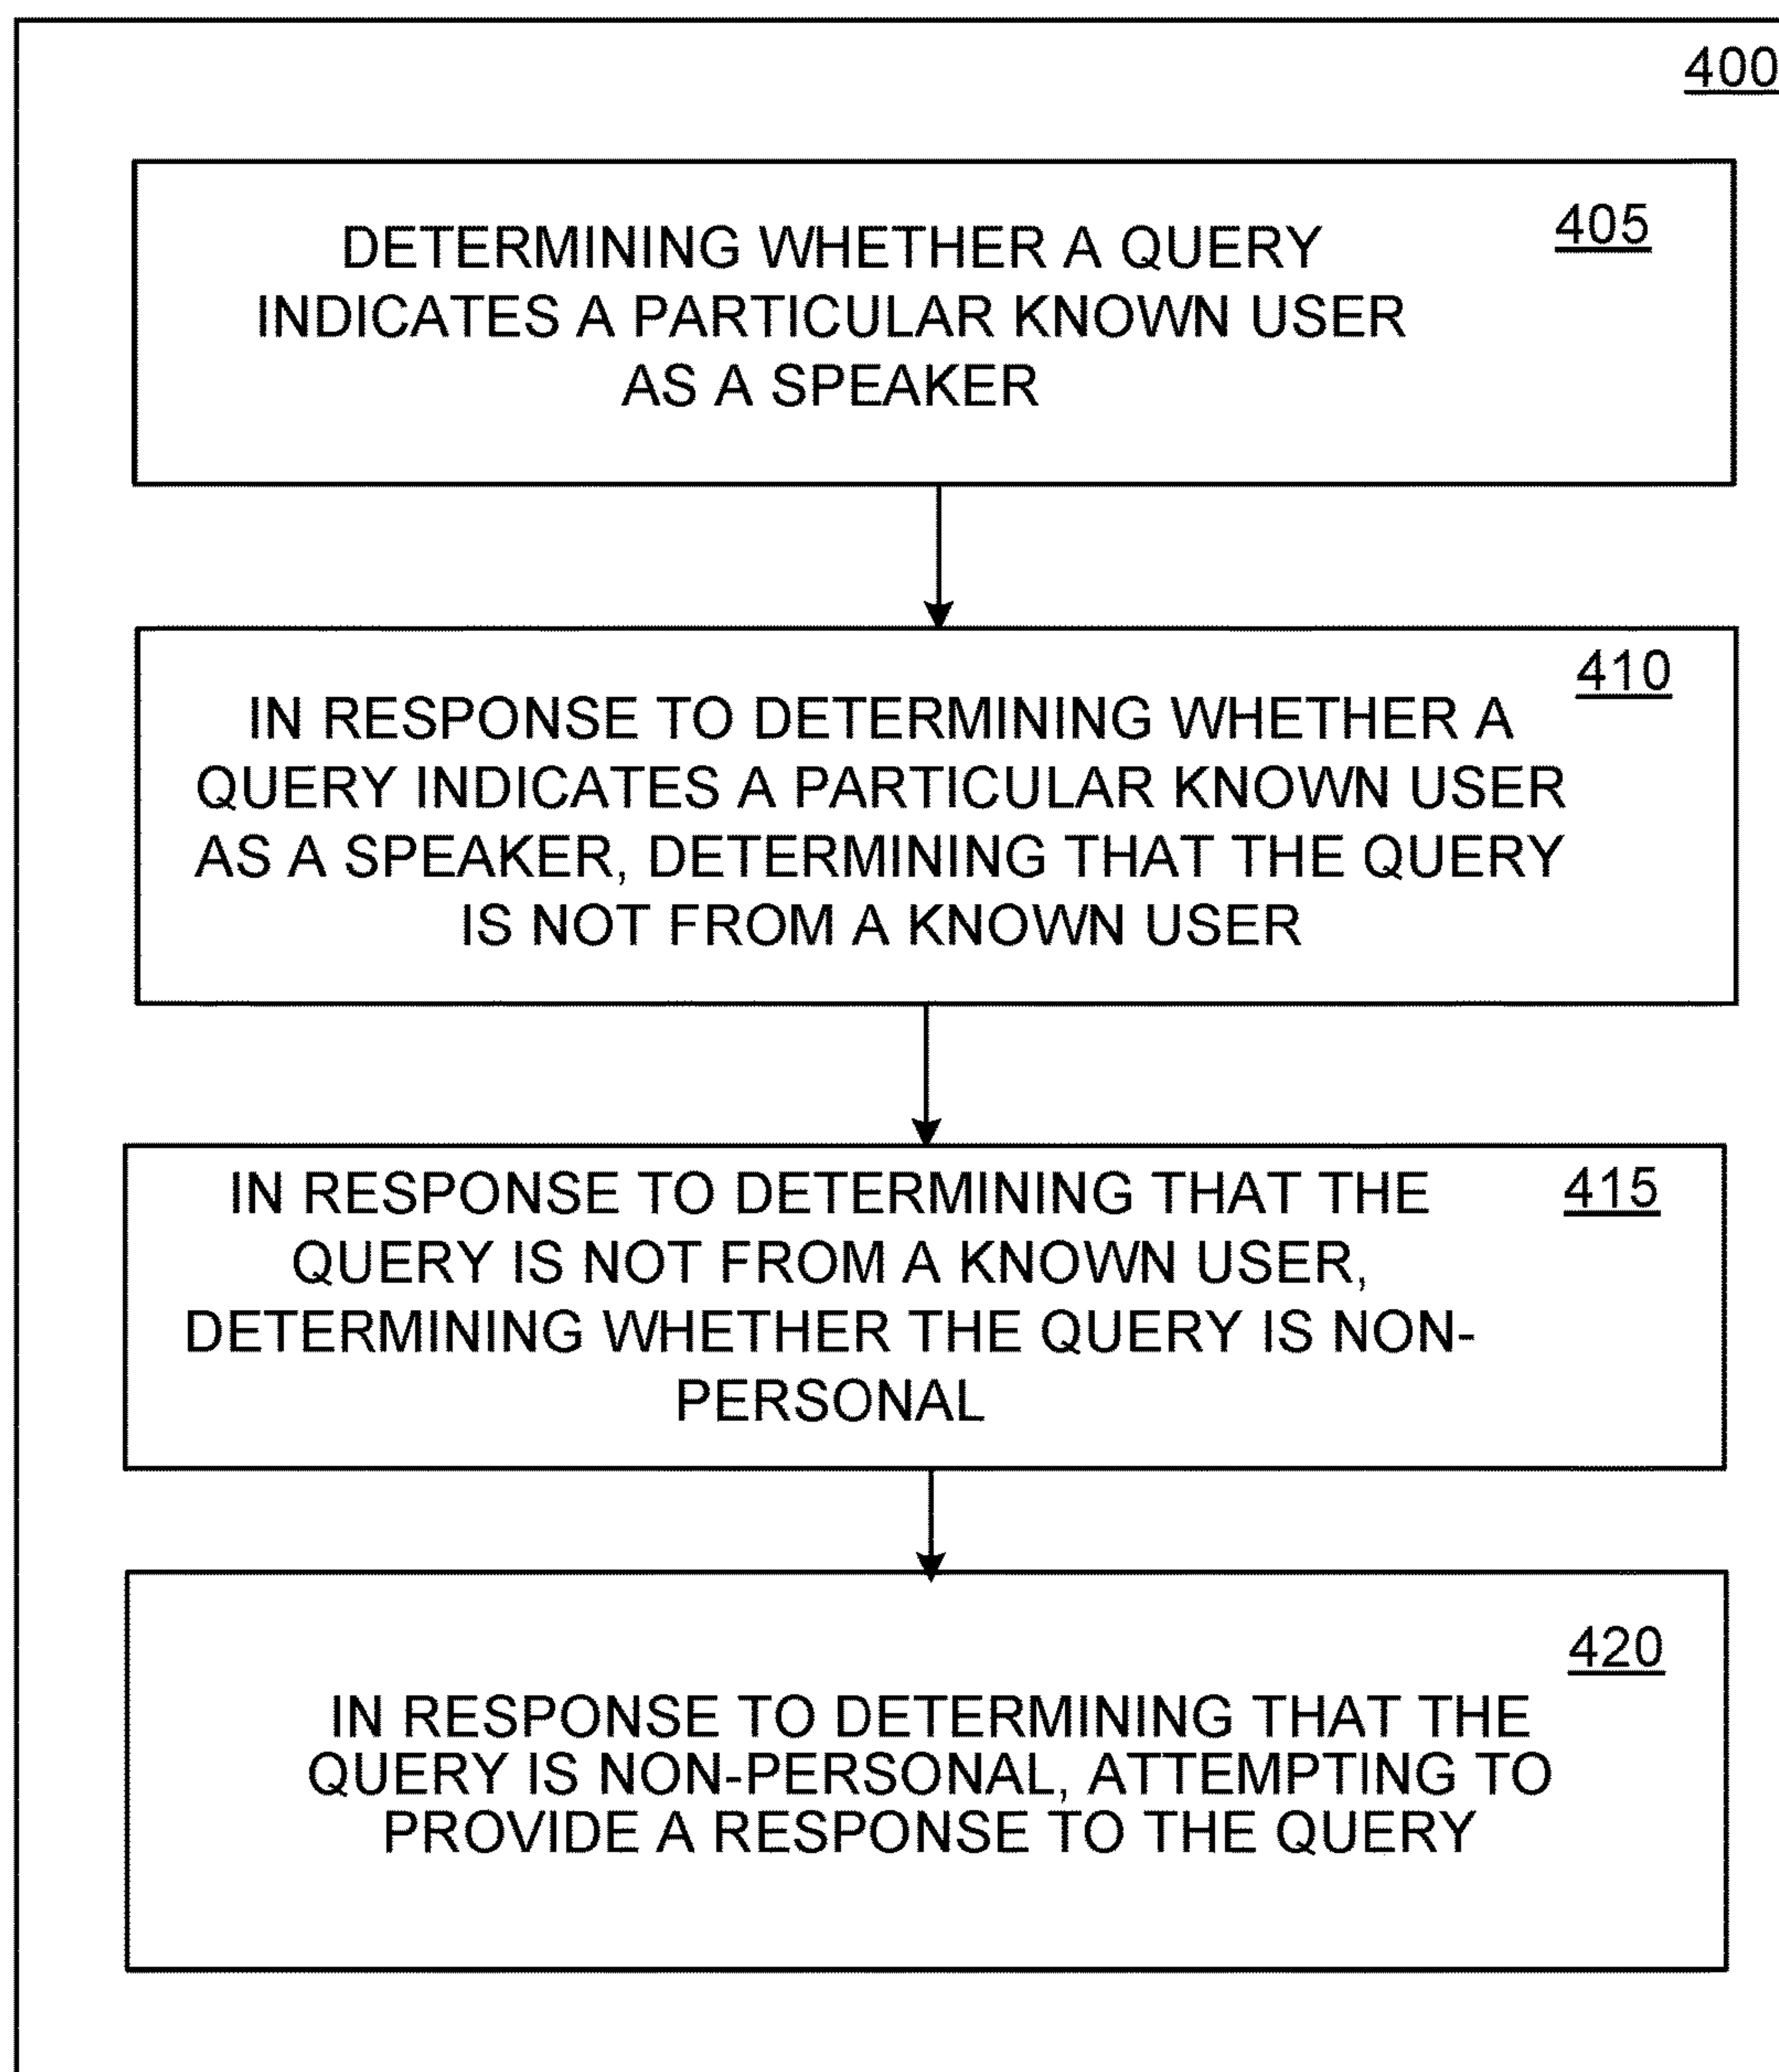 400
405
DETERMINING WHETHER A QUERY
INDICATES A PARTICULAR KNOWN USER
AS A SPEAKER
410
IN RESPONSE TO DETERMINING WHETHER A
QUERY INDICATES A PARTICULAR KNOWN USER
AS A SPEAKER, DETERMINING THAT THE QUERY
IS NOT FROM A KNOWN USER
415
IN RESPONSE TO DETERMINING THAT THE
QUERY IS NOT FROM A KNOWN USER,
DETERMINING WHETHER THE QUERY IS NON-
PERSONAL
420
IN RESPONSE TO DETERMINING THAT THE
QUERY IS NON-PERSONAL, ATTEMPTING TO
PROVIDE A RESPONSE TO THE QUERY